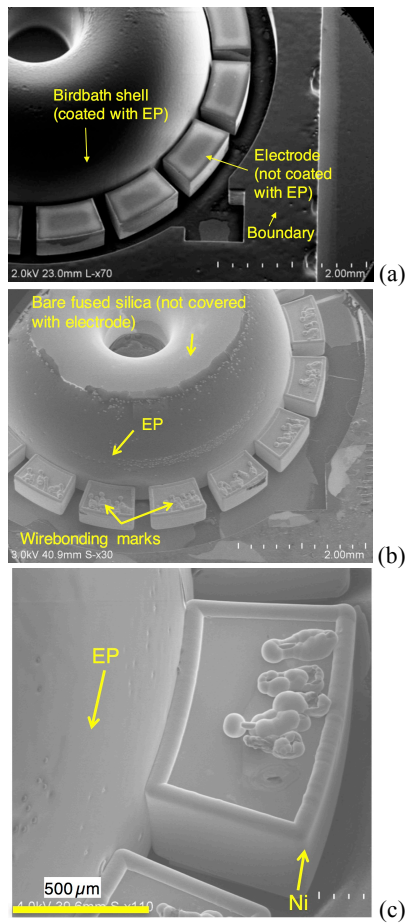 Birdbath shell
(coated with EP)
Electrode
(not coated
with EP)
Boundary
2.0kV 23.0mm L-x70
2.00mm
(a)
Bare fused silica (not covered
with electrode)
EP
Wirebonding marks
3.0kV 40.9mm S-x30
2.00mm
(b)
EP
500 µm
Ni
(c)